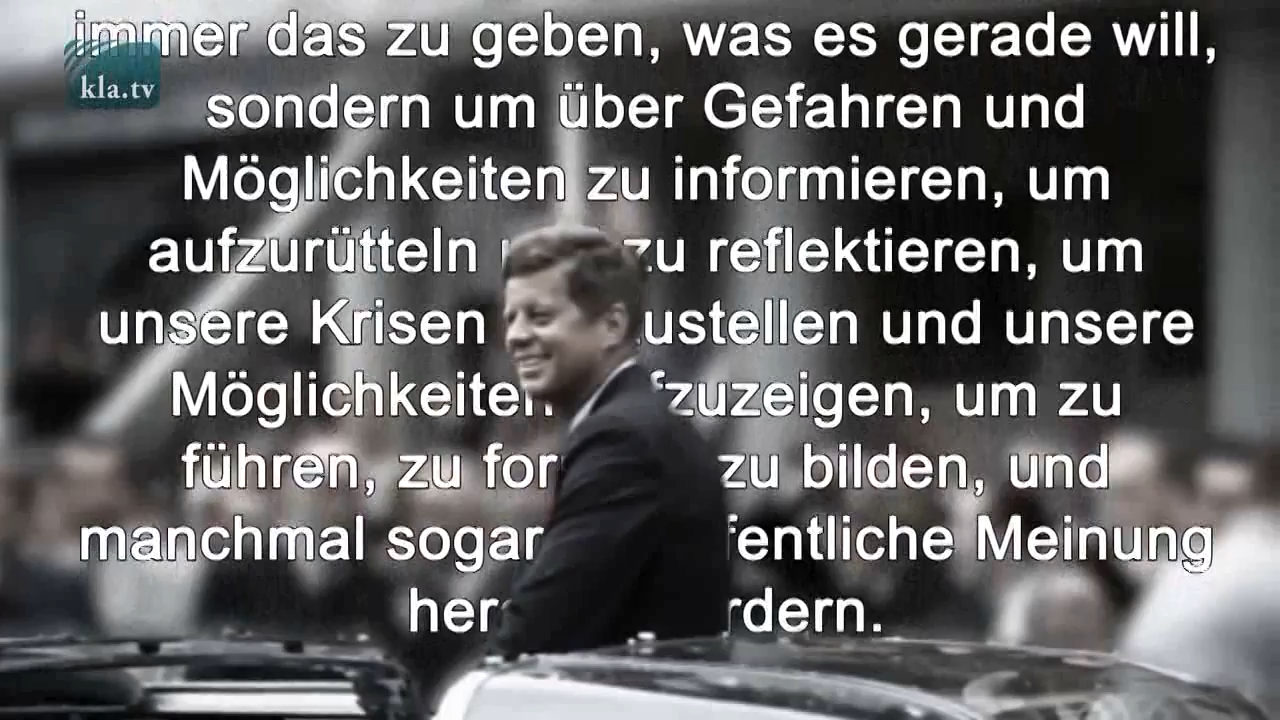 immer das zu geben, was es gerade will,
kla.tv
sondern um über Gefahren und
Möglichkeiten zu informieren, um
aufzurütteln zu reflektieren, um
unsere Krisen und unsere
Möglichkeiten um zu
führen, zu zu bilden, und
manchmal sogar Meinung